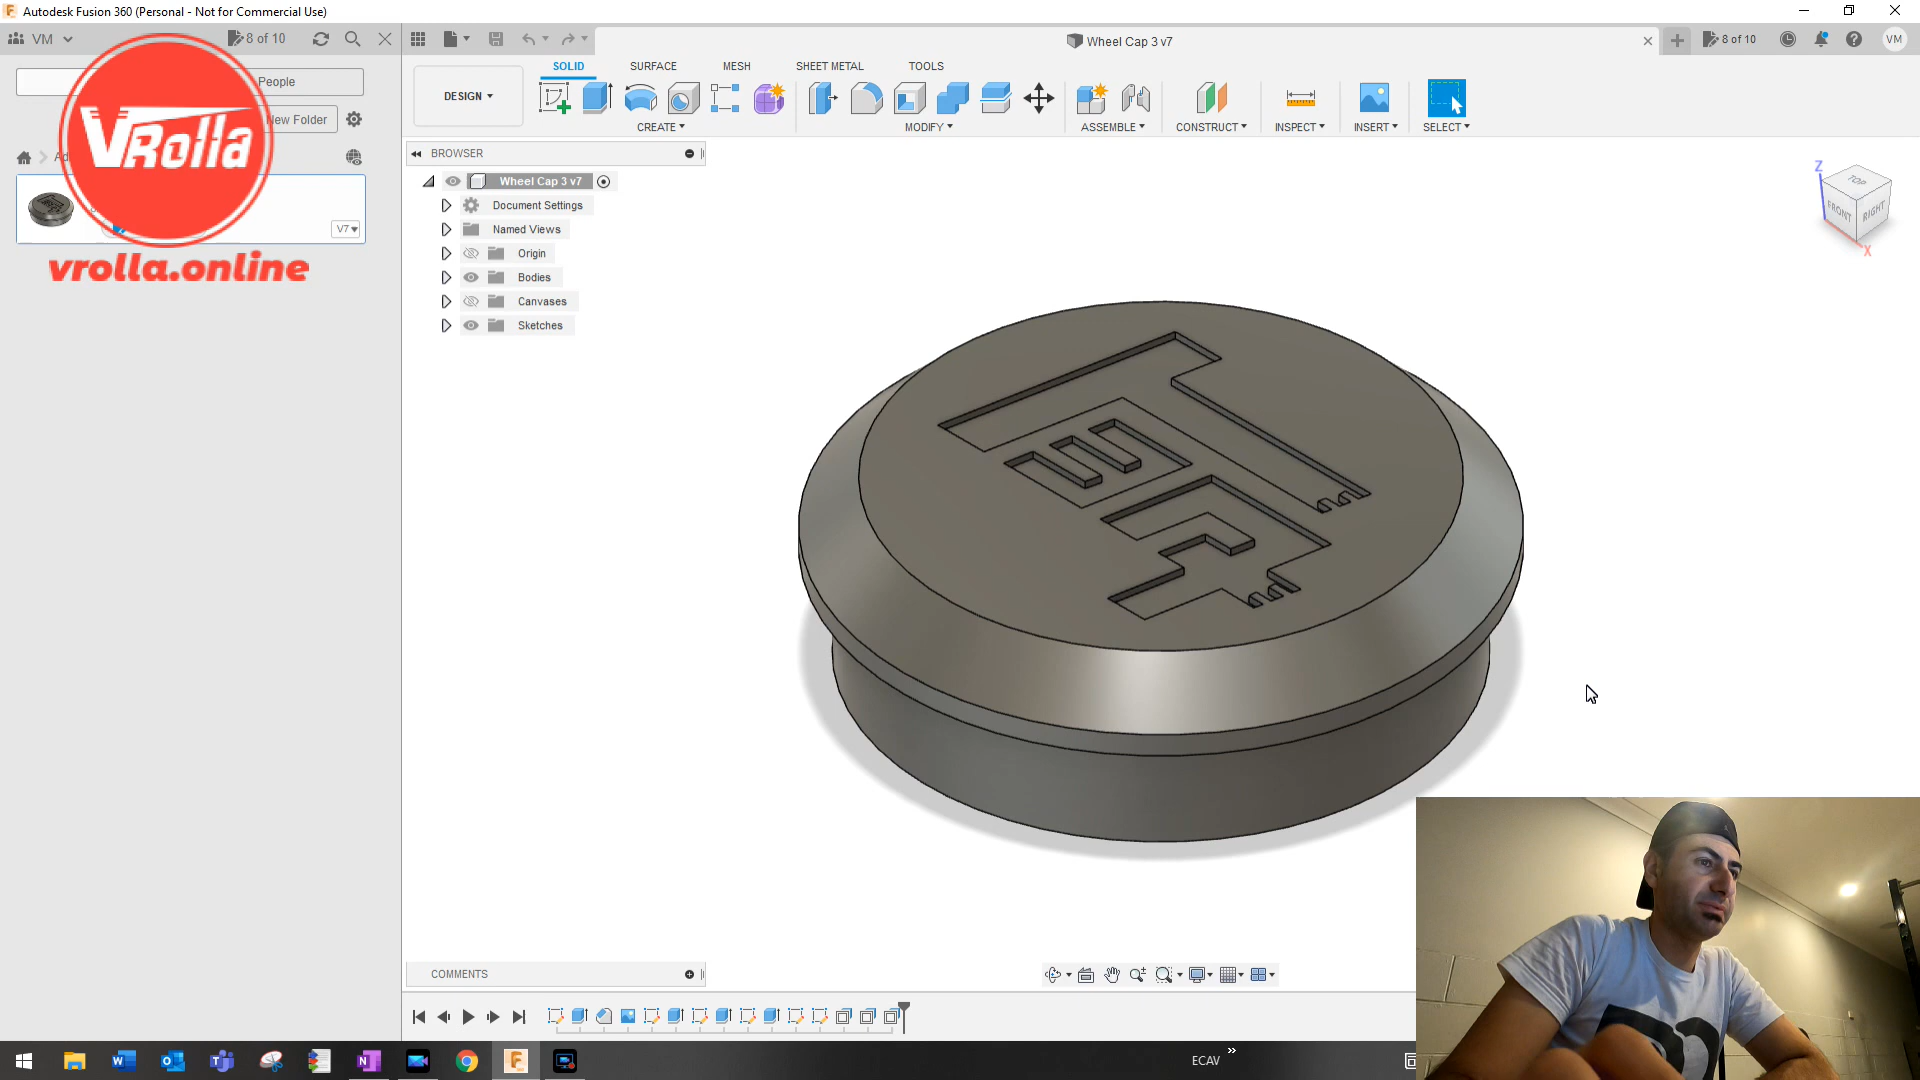 Autodesk Fusion 360 (Personal - Not for Commercial Use)
VM
8 of 10
Wheel Cap 3 v7
8 of 10
VM
People
New Folder
VRolla
vrolla.online
V7
DESIGN
SOLID
SURFACE
MESH
SHEET METAL
TOOLS
CREATE
MODIFY
ASSEMBLE
CONSTRUCT
INSPECT
INSERT
SELECT
BROWSER
Wheel Cap 3 v7
Document Settings
Named Views
Origin
Bodies
Canvases
Sketches
Z
TOP
FRONT
RIGHT
X
COMMENTS
ECAV